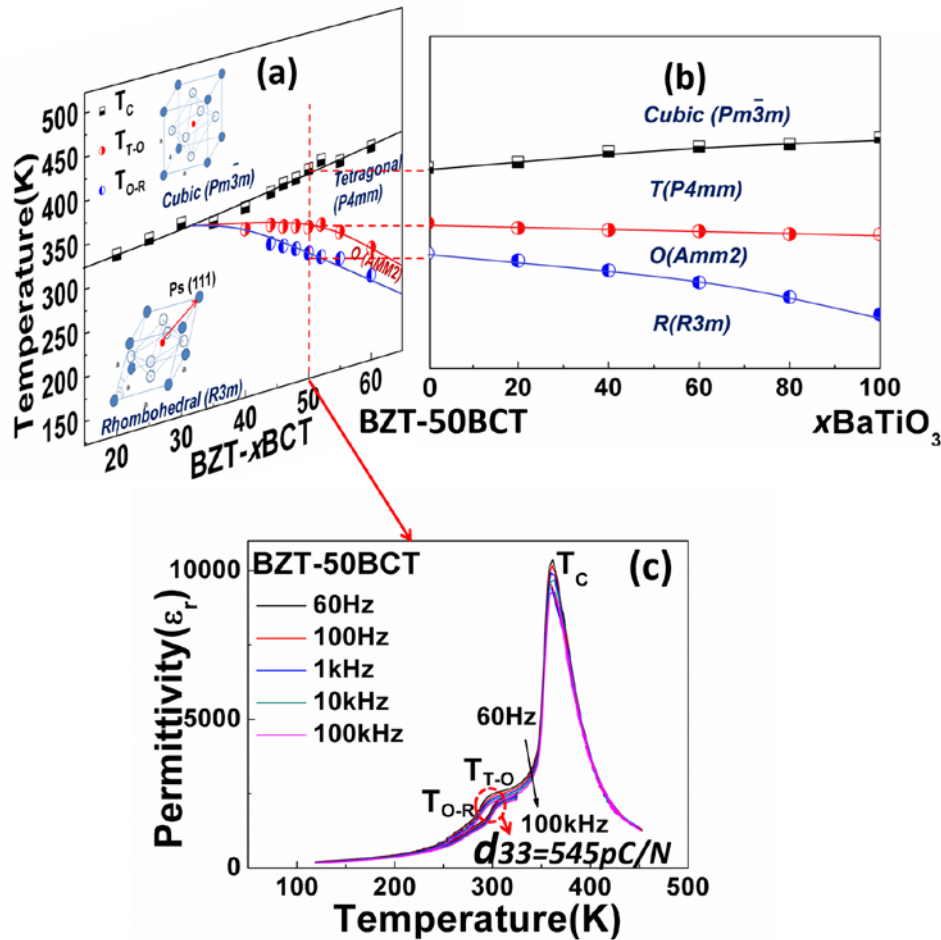 (a)
T_C
T_T-O
T_O-R
Cubic (Pm3̅m)
Tetragonal
(P4mm)
O (AMM2)
Ps (111)
Rhombohedral (R3m)
Temperature(K)
500
450
400
350
300
250
200
150
20
30
40
50
60
BZT-xBCT
(b)
Cubic (Pm3̅m)
T(P4mm)
O(Amm2)
R(R3m)
0
20
40
60
80
100
BZT-50BCT
xBaTiO₃
(c)
BZT-50BCT
60Hz
100Hz
1kHz
10kHz
100kHz
T_C
60Hz
T_T-O
T_O-R
100kHz
d33=545pC/N
Permittivity(ε_r)
10000
5000
0
100
200
300
400
500
Temperature(K)